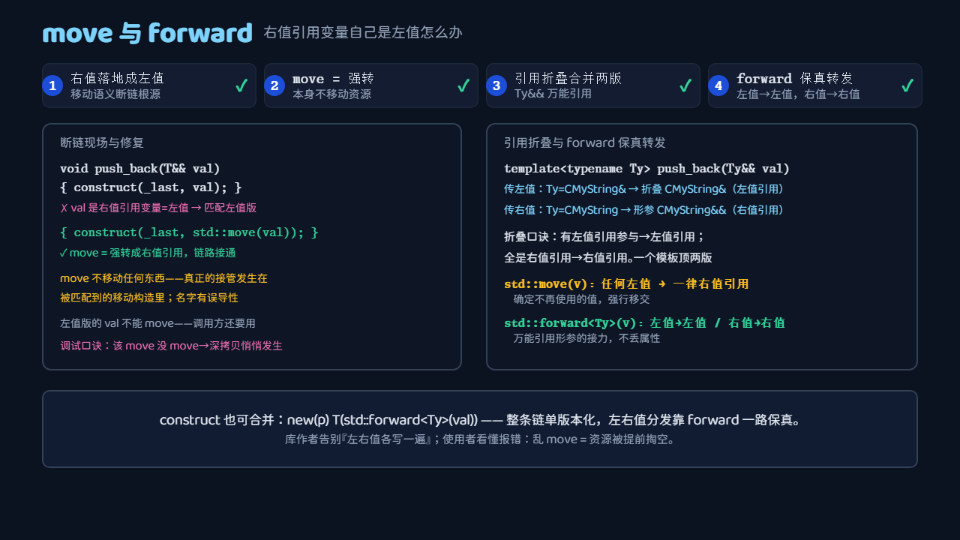 move 与 forward 右值引用变量自己是左值怎么办
1 右值落地成左值 ✓
移动语义断链根源
2 move = 强转 ✓
本身不移动资源
3 引用折叠合并两版 ✓
Ty&& 万能引用
4 forward 保真转发 ✓
左值→左值，右值→右值
断链现场与修复
void push_back(T&& val)
{ construct(_last, val); }
✗ val 是右值引用变量=左值 → 匹配左值版
{ construct(_last, std::move(val)); }
✓ move = 强转成右值引用，链路接通
move 不移动任何东西——真正的接管发生在
被匹配到的移动构造里；名字有误导性
左值版的 val 不能 move——调用方还要用
调试口诀：该 move 没 move→深拷贝悄悄发生
引用折叠与 forward 保真转发
template<typename Ty> push_back(Ty&& val)
传左值：Ty=CMyString& → 折叠 CMyString&（左值引用）
传右值：Ty=CMyString → 形参 CMyString&&（右值引用）
折叠口诀：有左值引用参与→左值引用；
全是右值引用→右值引用。一个模板顶两版
std::move(v)：任何左值 → 一律右值引用
确定不再使用的值，强行移交
std::forward<Ty>(v)：左值→左值 / 右值→右值
万能引用形参的接力，不丢属性
construct 也可合并：new(p) T(std::forward<Ty>(val)) —— 整条链单版本化，左右值分发靠 forward 一路保真。
库作者告别『左右值各写一遍』；使用者看懂报错：乱 move = 资源被提前掏空。